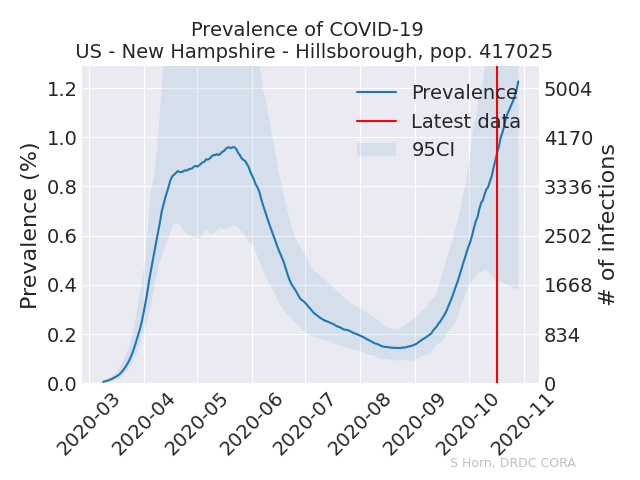 Prevalence of COVID-19
US - New Hampshire - Hillsborough, pop. 417025
Prevalence
Latest data
95CI
Prevalence (%)
1.2
1.0
0.8
0.6
0.4
0.2
0.0
5004
4170
3336
2502
1668
834
0
# of infections
2020-03
2020-04
2020-05
2020-06
2020-07
2020-08
2020-09
2020-10
2020-11
S Horn, DRDC CORA